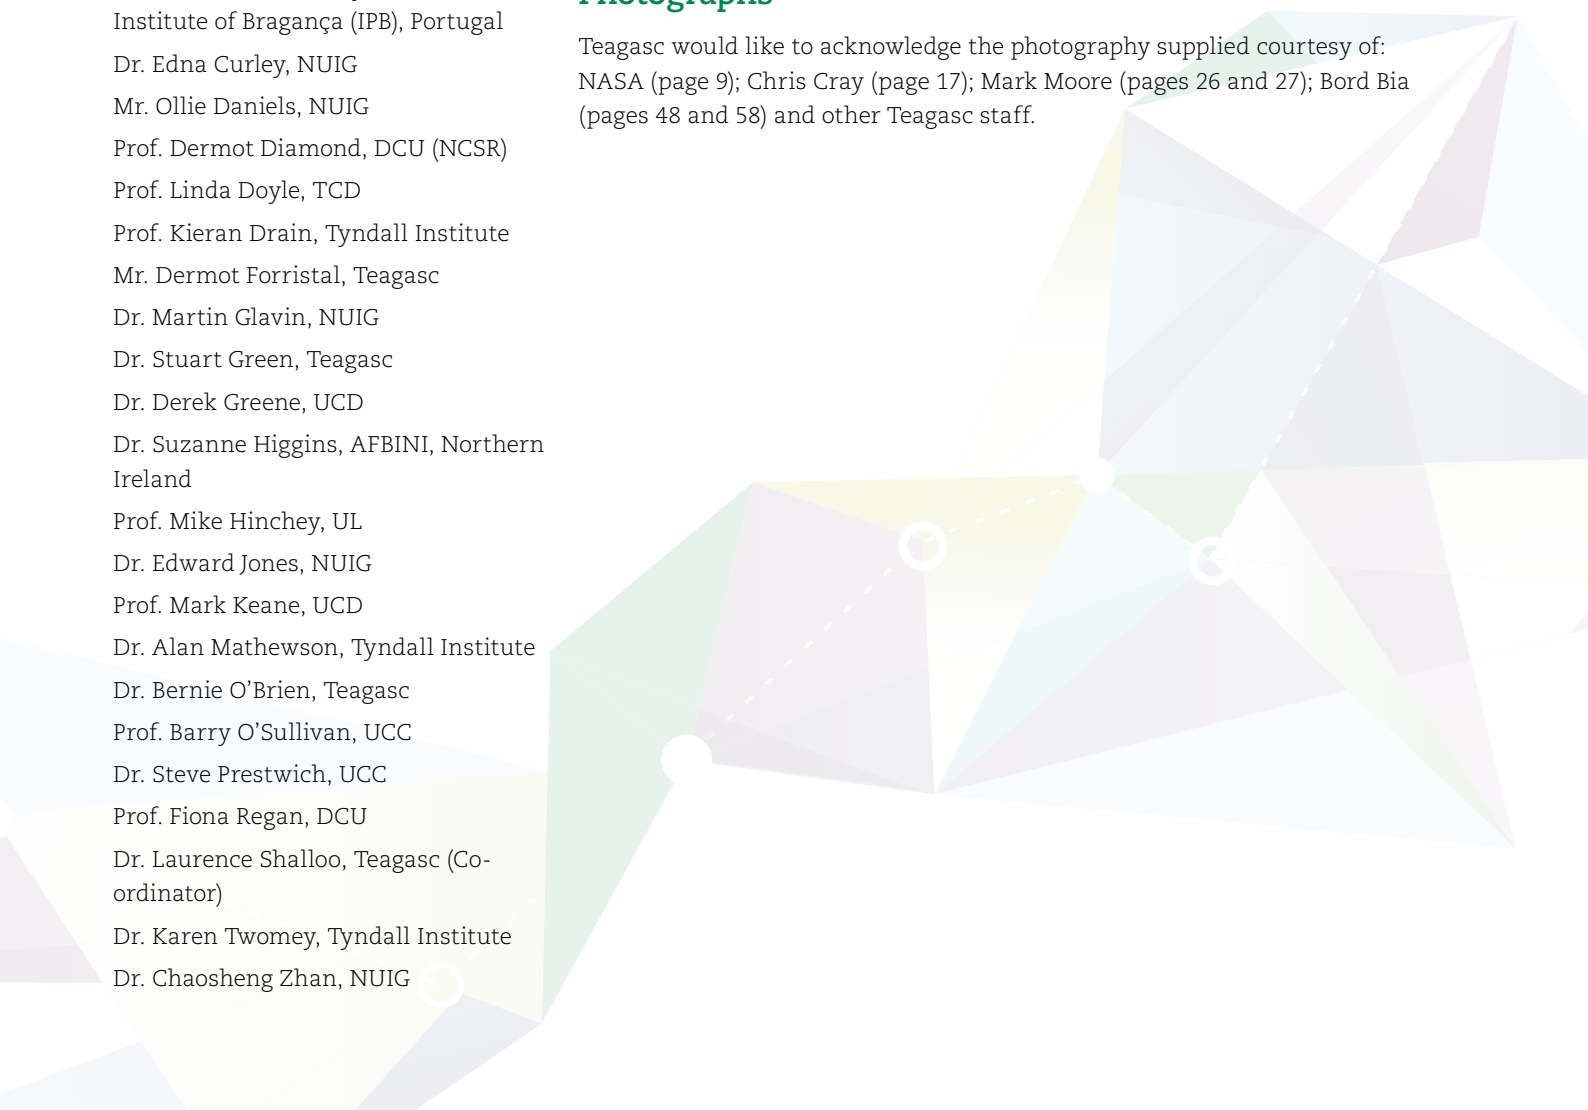 Institute of Bragança (IPB), Portugal
Dr. Edna Curley, NUIG
Mr. Ollie Daniels, NUIG
Prof. Dermot Diamond, DCU (NCSR)
Prof. Linda Doyle, TCD
Prof. Kieran Drain, Tyndall Institute
Mr. Dermot Forristal, Teagasc
Dr. Martin Glavin, NUIG
Dr. Stuart Green, Teagasc
Dr. Derek Greene, UCD
Dr. Suzanne Higgins, AFBINI, Northern
Ireland
Prof. Mike Hinchey, UL
Dr. Edward Jones, NUIG
Prof. Mark Keane, UCD
Dr. Alan Mathewson, Tyndall Institute
Dr. Bernie O’Brien, Teagasc
Prof. Barry O’Sullivan, UCC
Dr. Steve Prestwich, UCC
Prof. Fiona Regan, DCU
Dr. Laurence Shalloo, Teagasc (Co-
ordinator)
Dr. Karen Twomey, Tyndall Institute
Dr. Chaosheng Zhan, NUIG
Photographs
Teagasc would like to acknowledge the photography supplied courtesy of:
NASA (page 9); Chris Cray (page 17); Mark Moore (pages 26 and 27); Bord Bia
(pages 48 and 58) and other Teagasc staff.